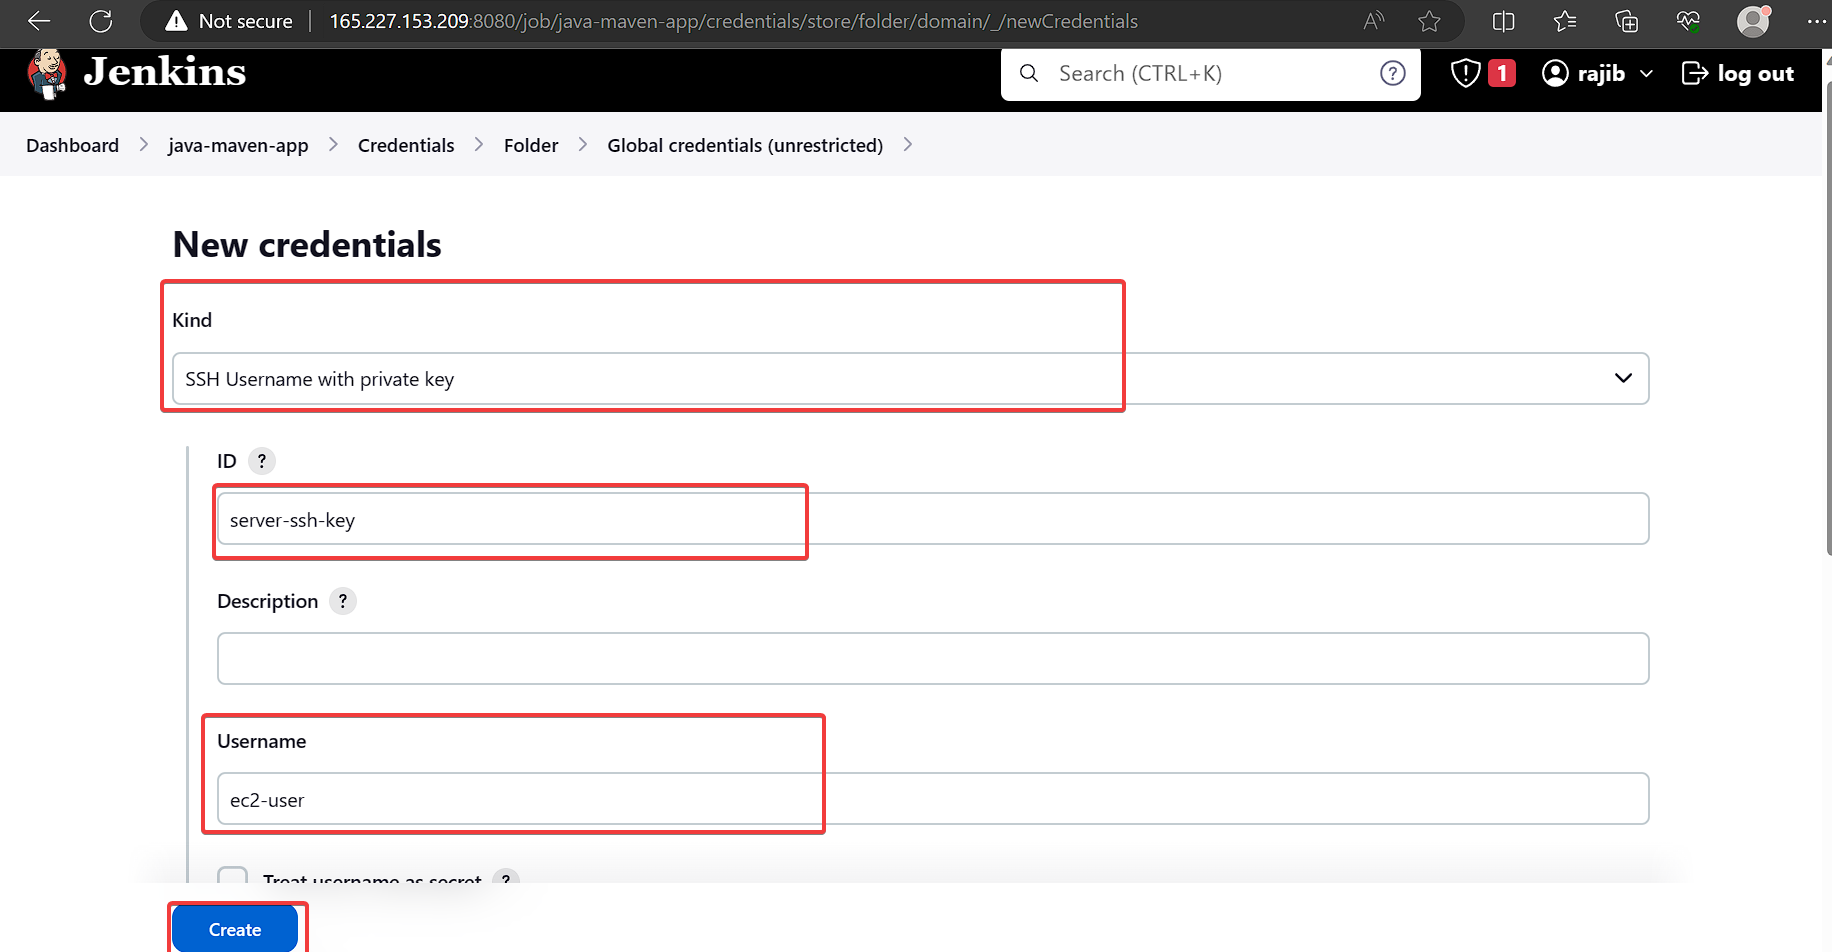 Not secure 165.227.153.209:8080/job/java-maven-app/credentials/store/folder/domain/_/newCredentials
Jenkins Search (CTRL+K) ? 1 rajib log out
Dashboard java-maven-app Credentials Folder Global credentials (unrestricted)
New credentials
Kind
SSH Username with private key
ID ?
server-ssh-key
Description ?
Username
ec2-user
Treat username as secret ?
Create